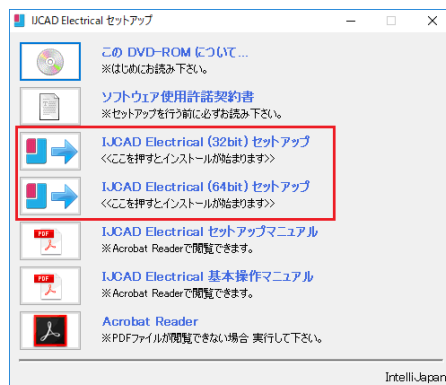 IJCAD Electrical セットアップ
この DVD-ROM について...
※はじめにお読み下さい。
ソフトウェア使用許諾契約書
※セットアップを行う前に必ずお読み下さい。
IJCAD Electrical (32bit) セットアップ
<<ここを押すとインストールが始まります>>
IJCAD Electrical (64bit) セットアップ
<<ここを押すとインストールが始まります>>
PDF
IJCAD Electrical セットアップマニュアル
※Acrobat Readerで閲覧できます。
PDF
IJCAD Electrical 基本操作マニュアル
※Acrobat Readerで閲覧できます。
Acrobat Reader
※PDFファイルが閲覧できない場合 実行して下さい。
IntelliJapan